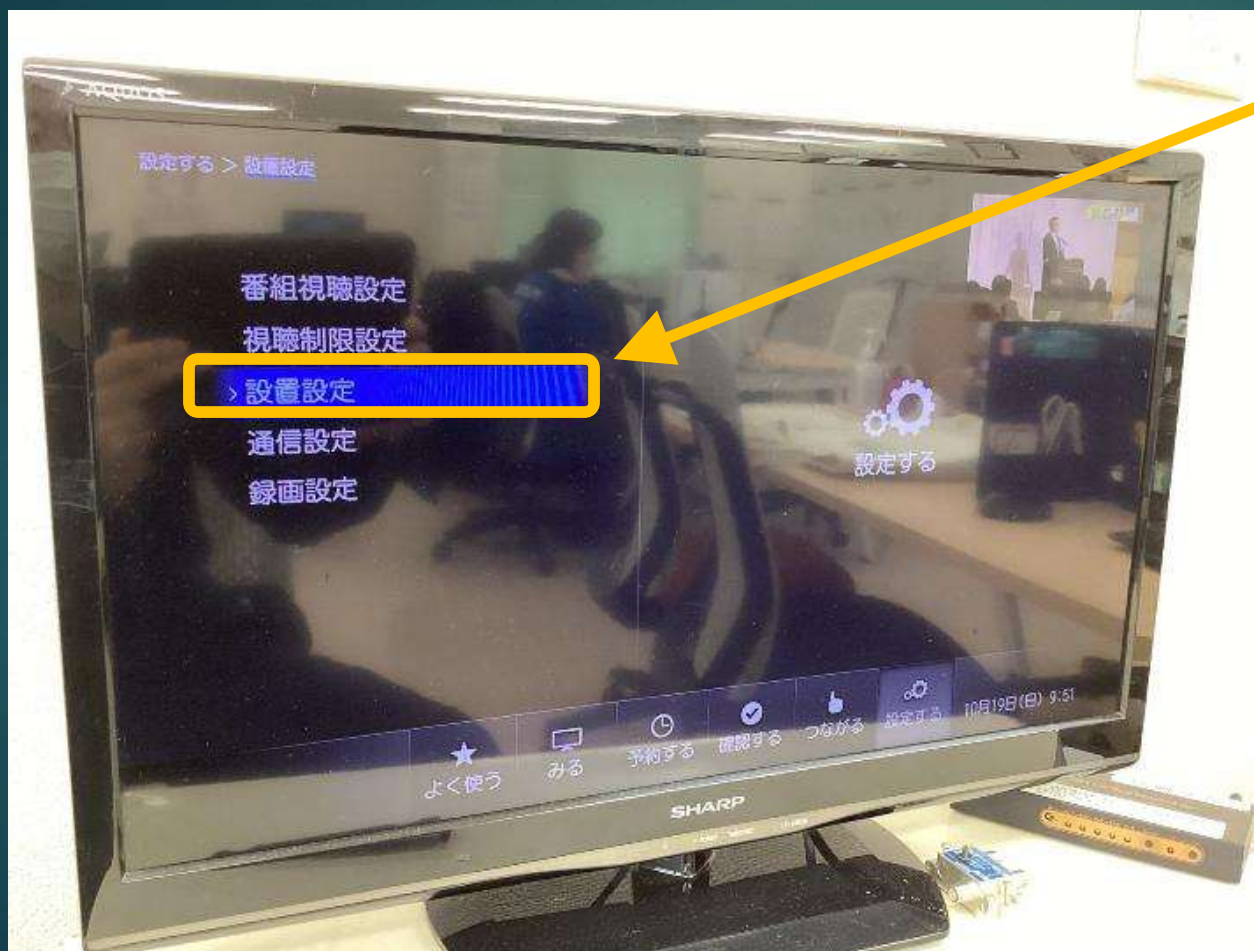 AQUOS
設定する > 設置設定
番組視聴設定
視聴制限設定
設置設定
通信設定
録画設定
設定する
よく使う
みる
予約する
確認する
つながる
設定する
10月19日(日) 9:51
SHARP